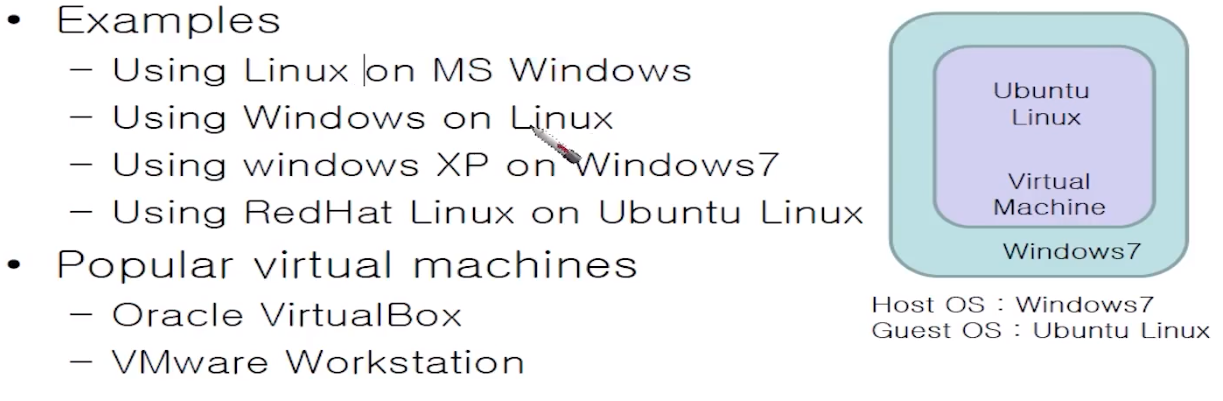 • Examples
– Using Linux on MS Windows
– Using Windows on Linux
– Using windows XP on Windows7
– Using RedHat Linux on Ubuntu Linux
• Popular virtual machines
– Oracle VirtualBox
– VMware Workstation
Ubuntu
Linux
Virtual
Machine
Windows7
Host OS : Windows7
Guest OS : Ubuntu Linux